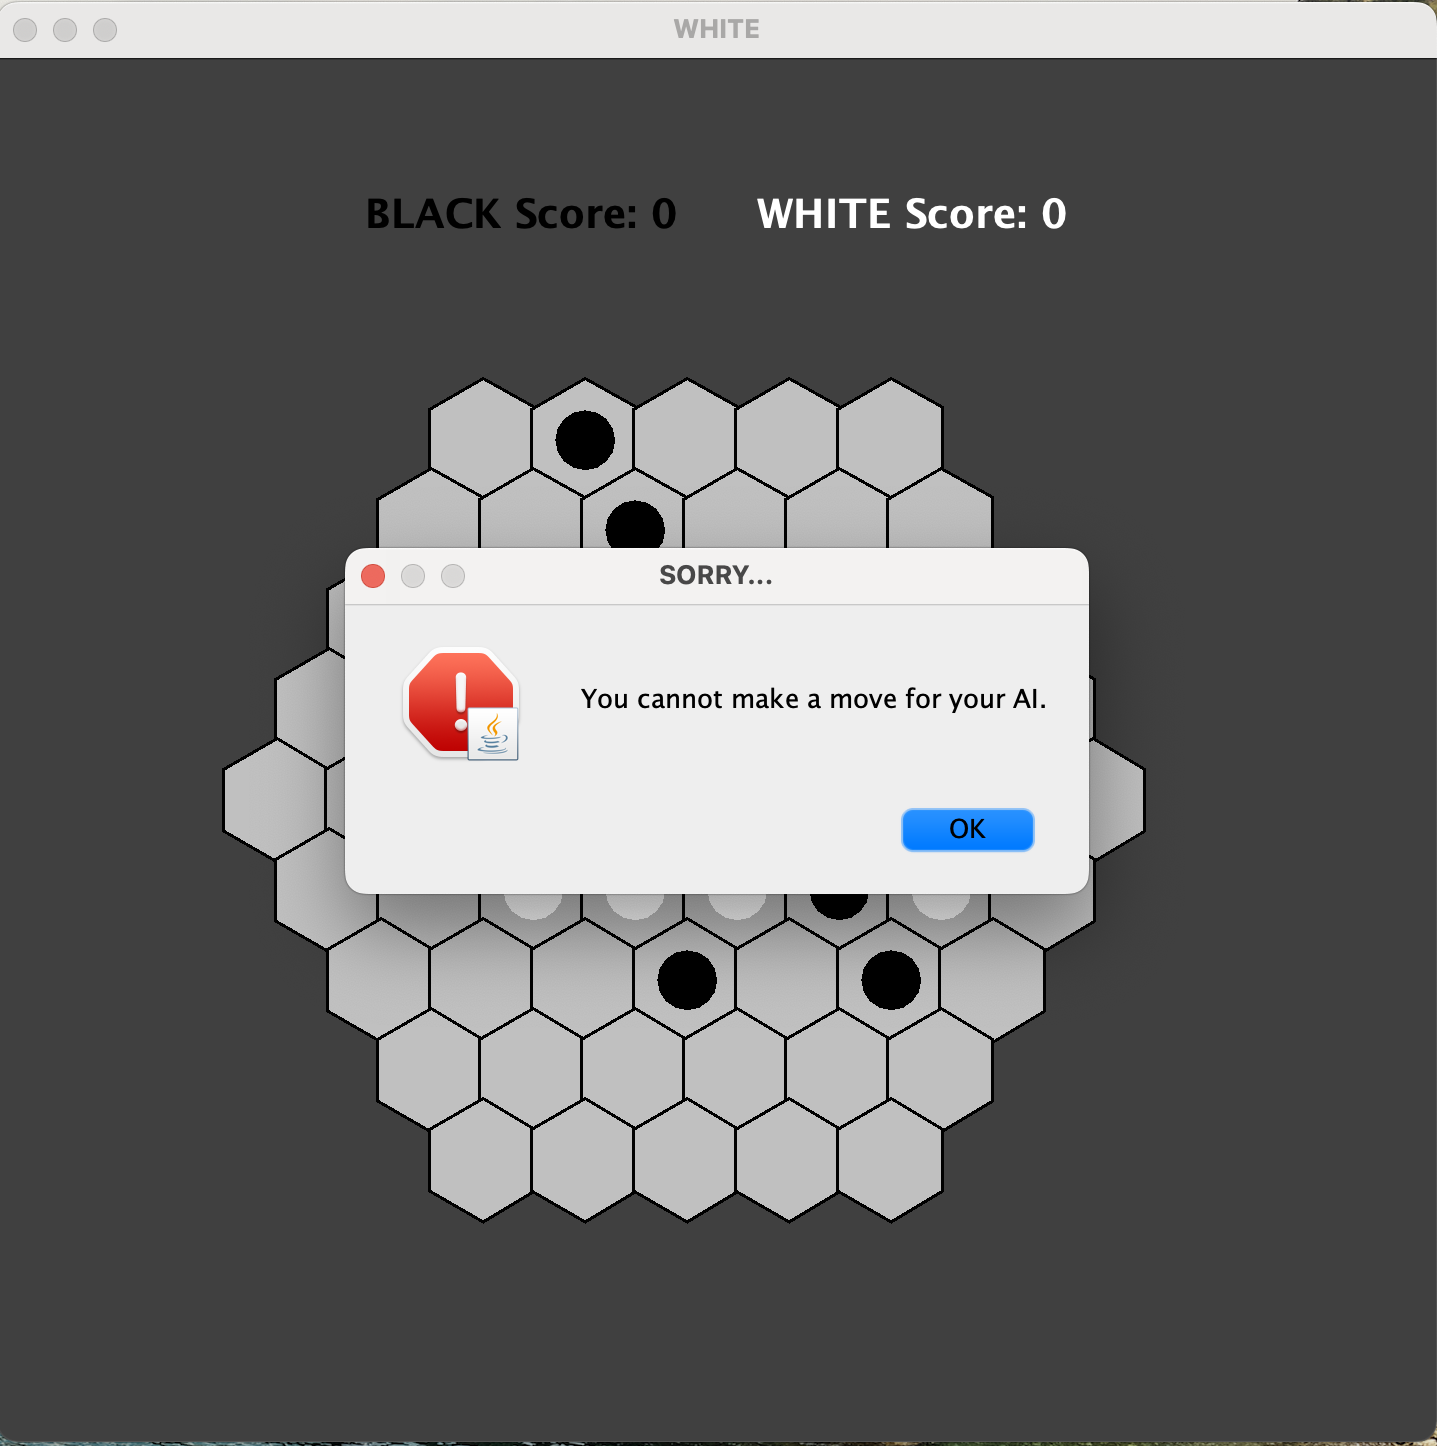 WHITE
BLACK Score: 0 WHITE Score: 0
SORRY...
You cannot make a move for your AI.
OK